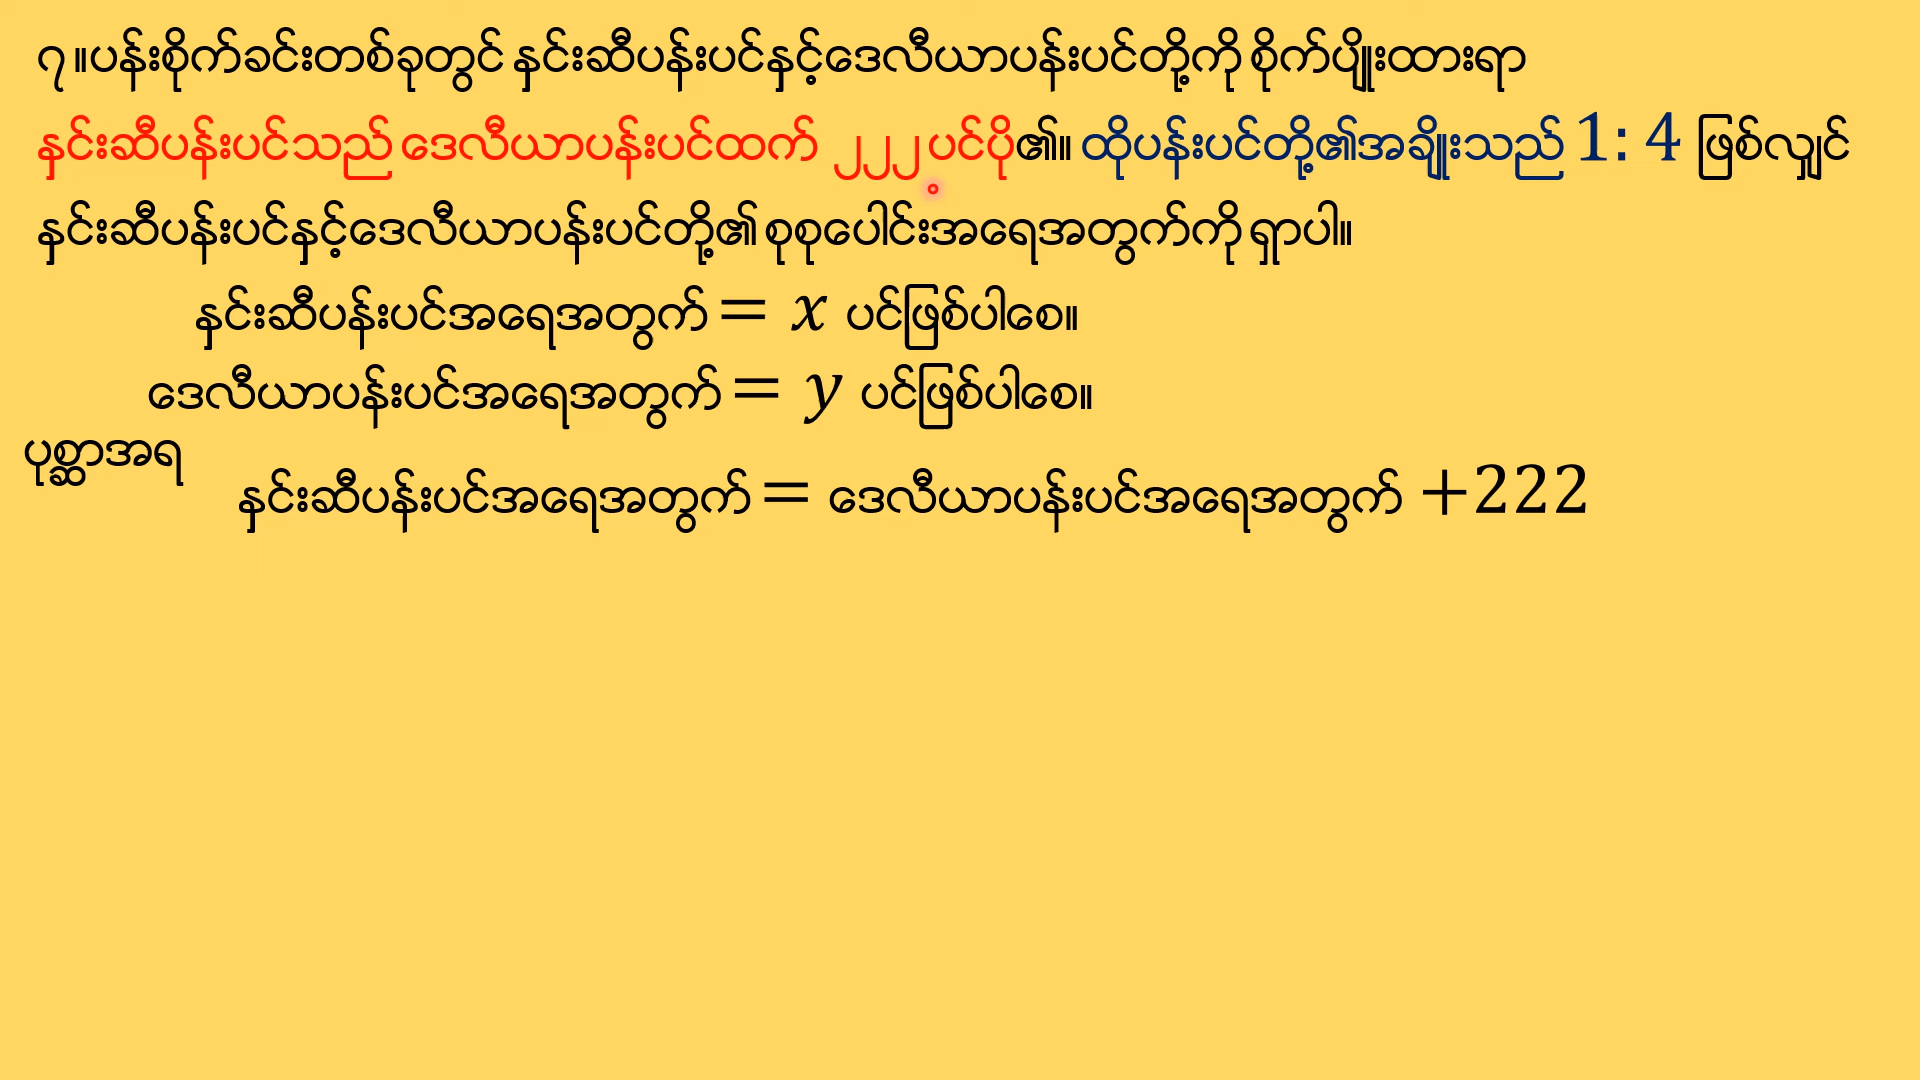 ၇။ပန်းစိုက်ခင်းတစ်ခုတွင် နှင်းဆီပန်းပင်နှင့်ဒေလီယာပန်းပင်တို့ကို စိုက်ပျိုးထားရာ
နှင်းဆီပန်းပင်သည် ဒေလီယာပန်းပင်ထက် ၂၂၂ ပင်ပို၏။ ထိုပန်းပင်တို့၏အချိုးသည် 1: 4 ဖြစ်လျှင်
နှင်းဆီပန်းပင်နှင့်ဒေလီယာပန်းပင်တို့၏ စုစုပေါင်းအရေအတွက်ကို ရှာပါ။
နှင်းဆီပန်းပင်အရေအတွက် = x ပင်ဖြစ်ပါစေ။
ဒေလီယာပန်းပင်အရေအတွက် = y ပင်ဖြစ်ပါစေ။
ပုစ္ဆာအရ
နှင်းဆီပန်းပင်အရေအတွက် = ဒေလီယာပန်းပင်အရေအတွက် +222